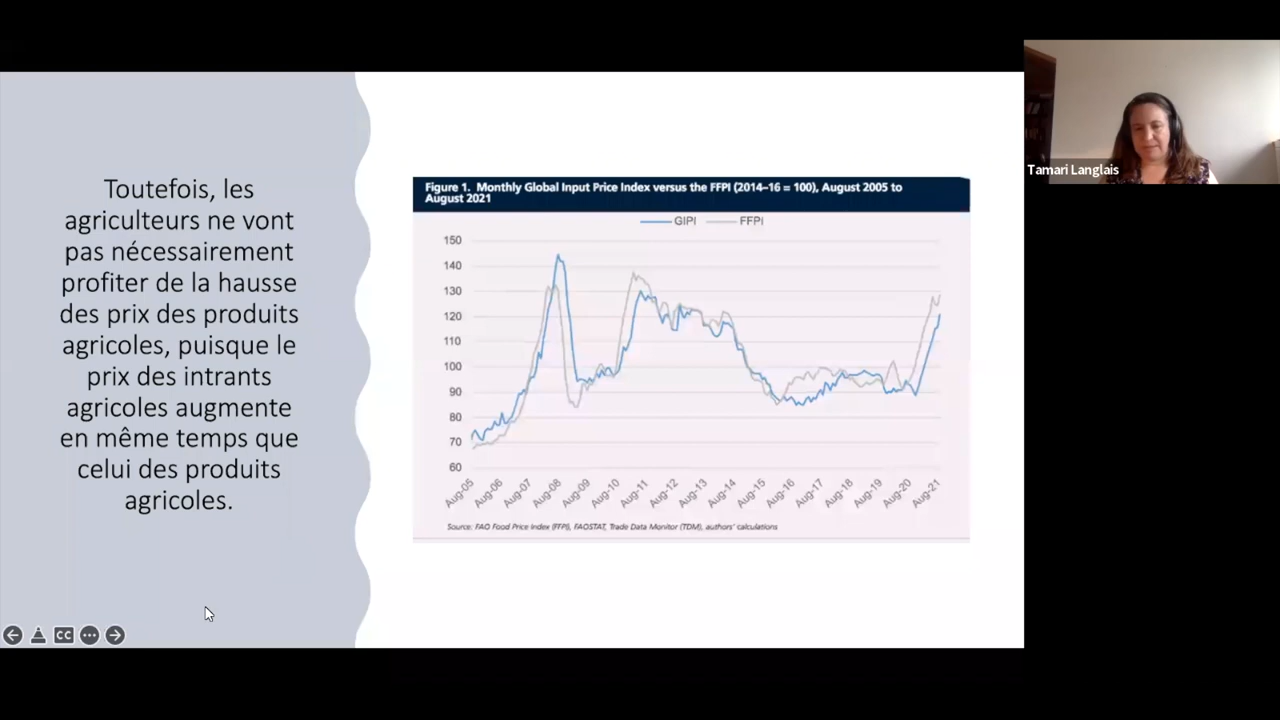 Toutefois, les
agriculteurs ne vont
pas nécessairement
profiter de la hausse
des prix des produits
agricoles, puisque le
prix des intrants
agricoles augmente
en même temps que
celui des produits
agricoles.
Figure 1. Monthly Global Input Price Index versus the FFPI (2014–16 = 100), August 2005 to
August 2021
GIPI FFPI
150
140
130
120
110
100
90
80
70
60
Aug-05 Aug-06 Aug-07 Aug-08 Aug-09 Aug-10 Aug-11 Aug-12 Aug-13 Aug-14 Aug-15 Aug-16 Aug-17 Aug-18 Aug-19 Aug-20 Aug-21
Source: FAO Food Price Index (FFPI), FAOSTAT, Trade Data Monitor (TDM), authors' calculations
CC
Tamari Langlais